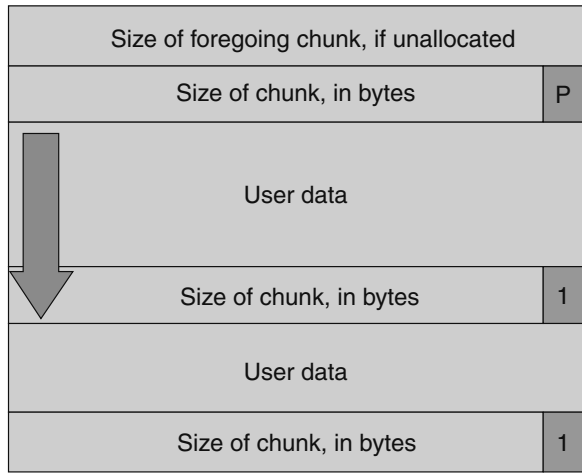 Size of foregoing chunk, if unallocated
Size of chunk, in bytes P
User data
Size of chunk, in bytes 1
User data
Size of chunk, in bytes 1